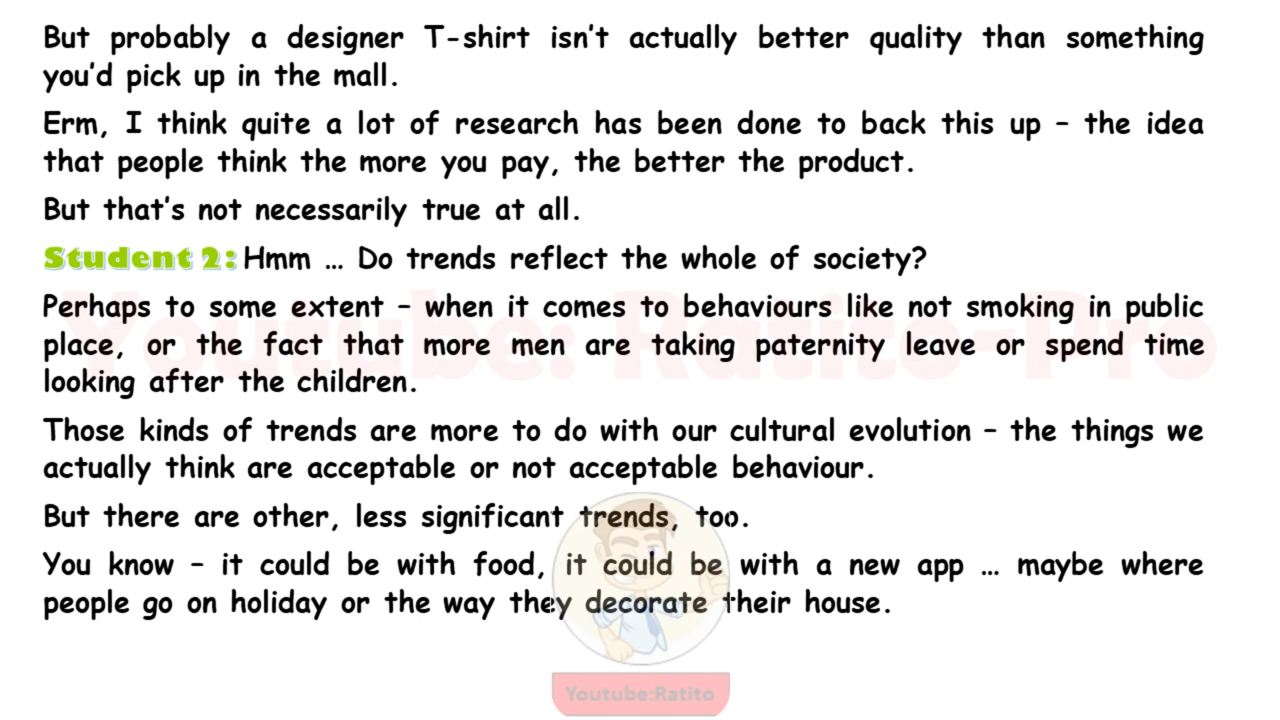 But probably a designer T-shirt isn't actually better quality than something
you'd pick up in the mall.
Erm, I think quite a lot of research has been done to back this up – the idea
that people think the more you pay, the better the product.
But that's not necessarily true at all.
Student 2: Hmm … Do trends reflect the whole of society?
Perhaps to some extent – when it comes to behaviours like not smoking in public
place, or the fact that more men are taking paternity leave or spend time
looking after the children.
Those kinds of trends are more to do with our cultural evolution – the things we
actually think are acceptable or not acceptable behaviour.
But there are other, less significant trends, too.
You know – it could be with food, it could be with a new app … maybe where
people go on holiday or the way they decorate their house.
Youtube: Ratito-Pro
Youtube:Ratito